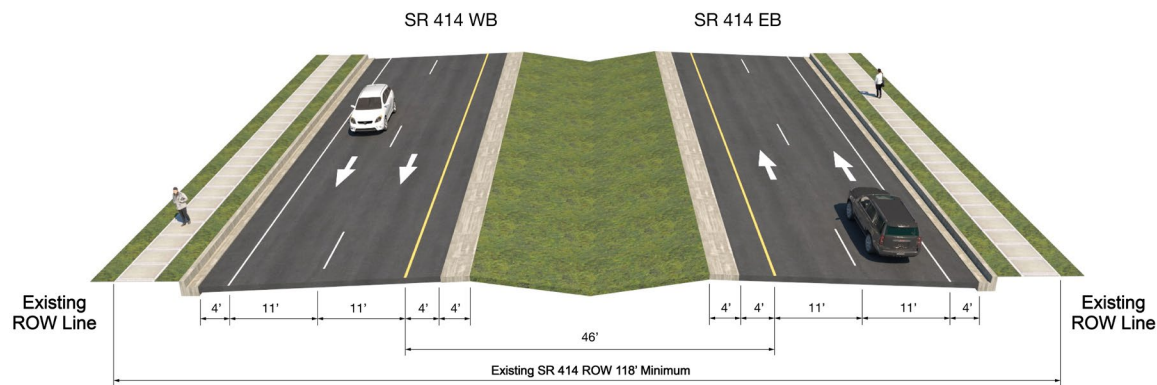 SR 414 WB
SR 414 EB
Existing
ROW Line
4' 11' 11' 4' 4'
4' 4' 11' 11' 4'
Existing
ROW Line
46'
Existing SR 414 ROW 118' Minimum